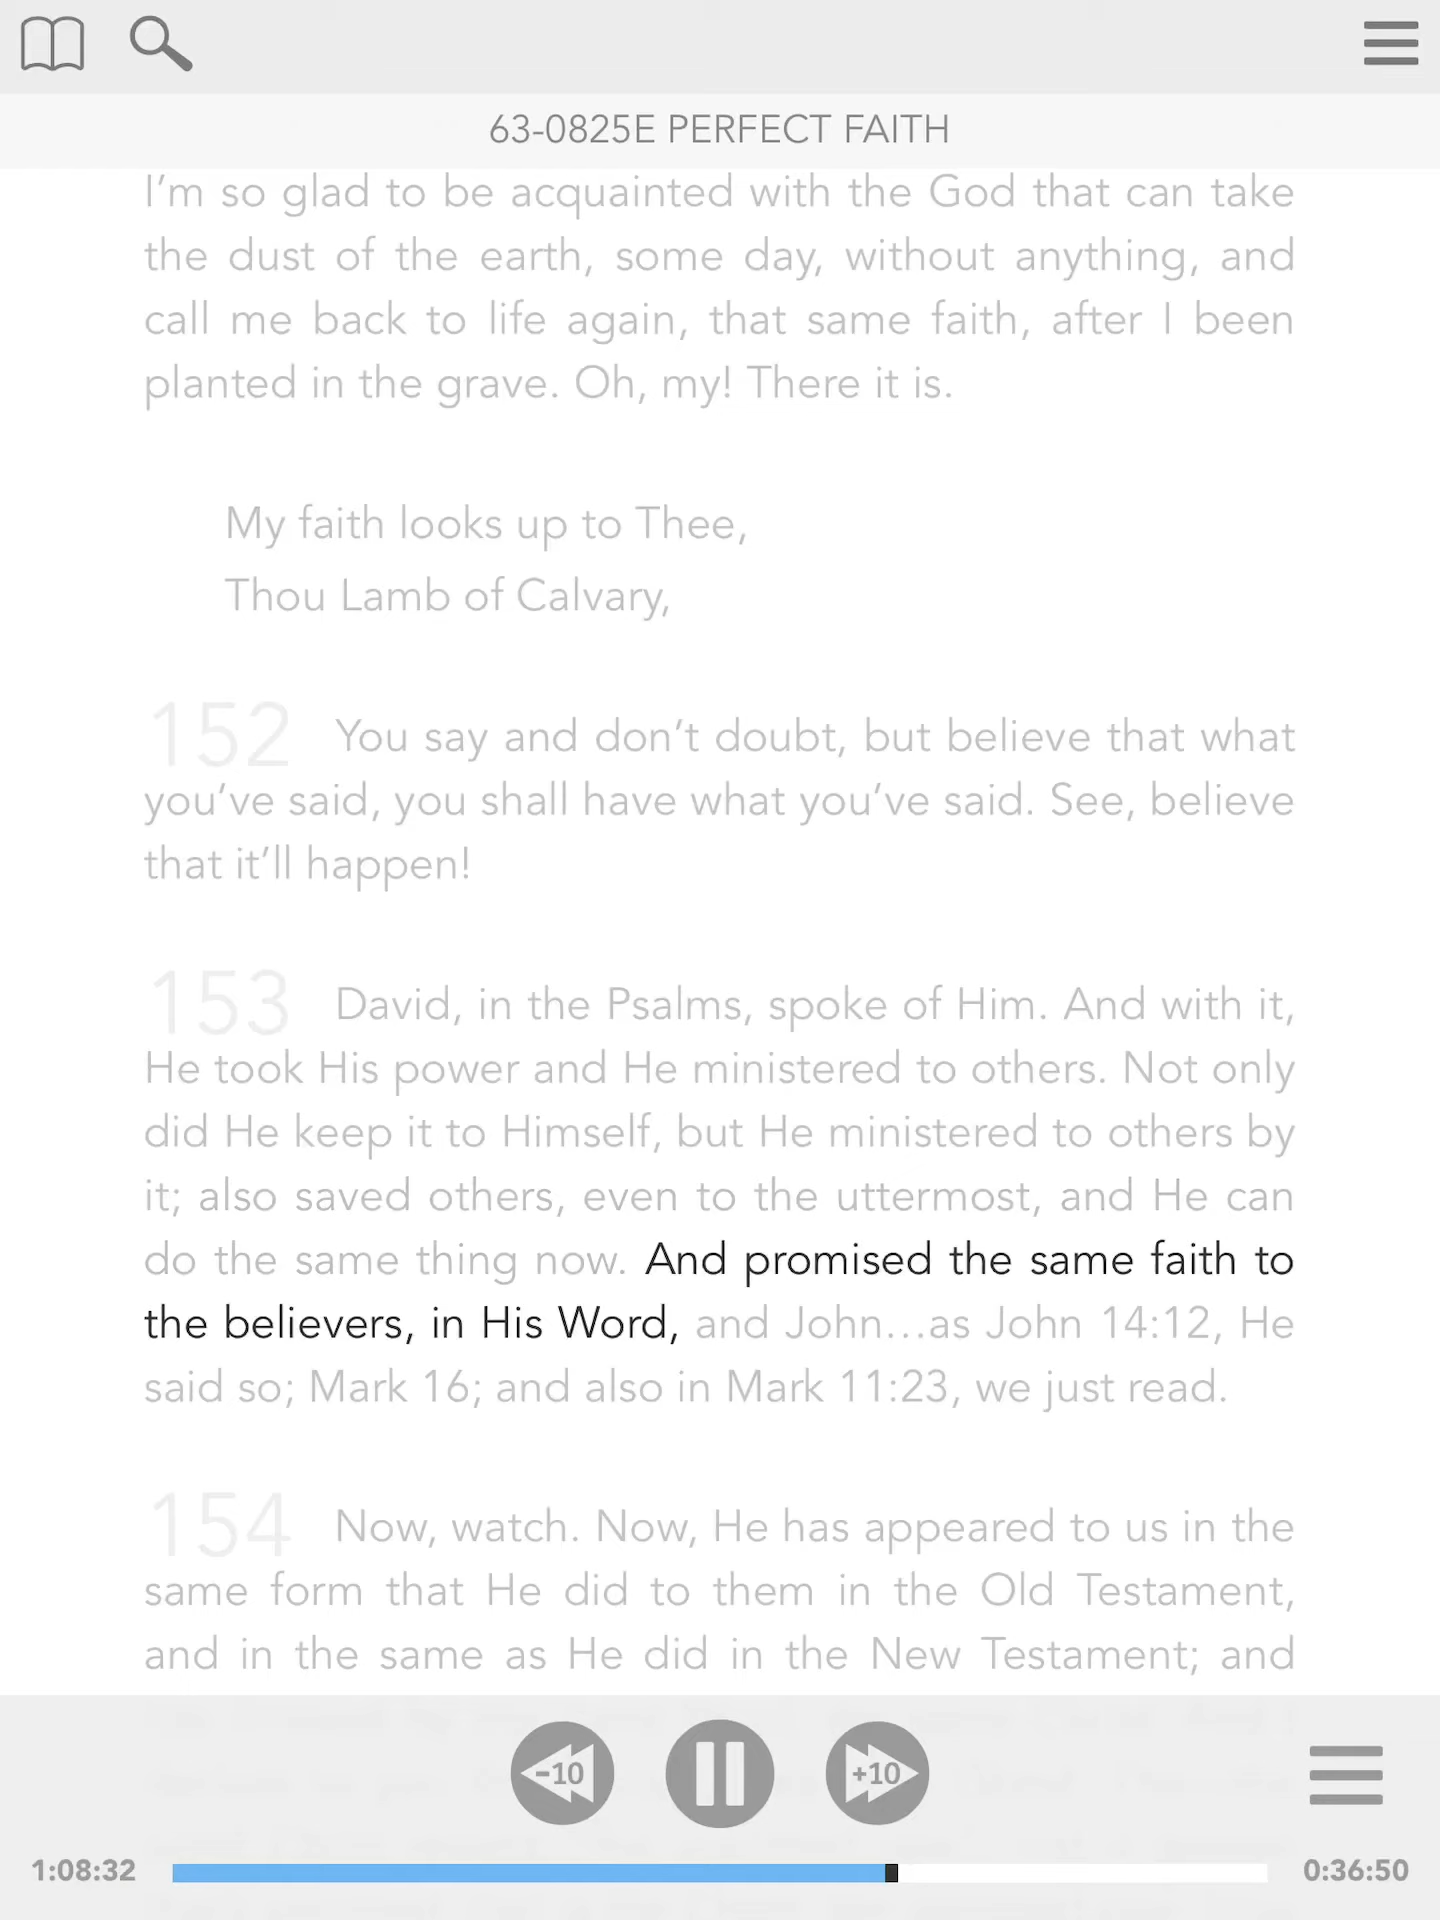 63-0825E PERFECT FAITH
I'm so glad to be acquainted with the God that can take
the dust of the earth, some day, without anything, and
call me back to life again, that same faith, after I been
planted in the grave. Oh, my! There it is.
My faith looks up to Thee,
Thou Lamb of Calvary,
152 You say and don't doubt, but believe that what
you've said, you shall have what you've said. See, believe
that it'll happen!
153 David, in the Psalms, spoke of Him. And with it,
He took His power and He ministered to others. Not only
did He keep it to Himself, but He ministered to others by
it; also saved others, even to the uttermost, and He can
do the same thing now. And promised the same faith to
the believers, in His Word, and John…as John 14:12, He
said so; Mark 16; and also in Mark 11:23, we just read.
154 Now, watch. Now, He has appeared to us in the
same form that He did to them in the Old Testament,
and in the same as He did in the New Testament; and
-10 +10
1:08:32 0:36:50